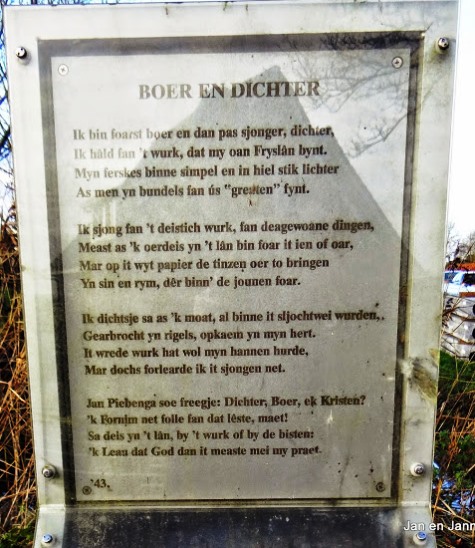 BOER EN DICHTER
Ik bin foarst boer en dan pas sjonger, dichter,
Ik hâld fan 't wurk, dat my oan Fryslân bynt.
Myn ferskes binne simpel en in hiel stik lichter
As men yn bundels fan ús "greaten" fynt.
Ik sjong fan 't deistich wurk, fan deagewoane dingen,
Meast as 'k oerdeis yn 't lân bin foar it ien of oar,
Mar op it wyt papier de tinzen oer to bringen
Yn sin en rym, dêr binn' de jounen foar.
Ik dichtsje sa as 'k moat, al binne it sljochtwei wurden,
Gearbrocht yn rigels, opkaem yn myn hert.
It wrede wurk hat wol myn hannen hurde,
Mar dochs forlearde ik it sjongen net.
Jan Piebenga soe freegje: Dichter, Boer, ek Kristen?
'k Fornim net folle fan dat lêste, maet!
Sa deis yn 't lân, by 't wurk of by de bisten:
'k Leau dat God dan it measte mei my praet.
'43.
Jan en Jann